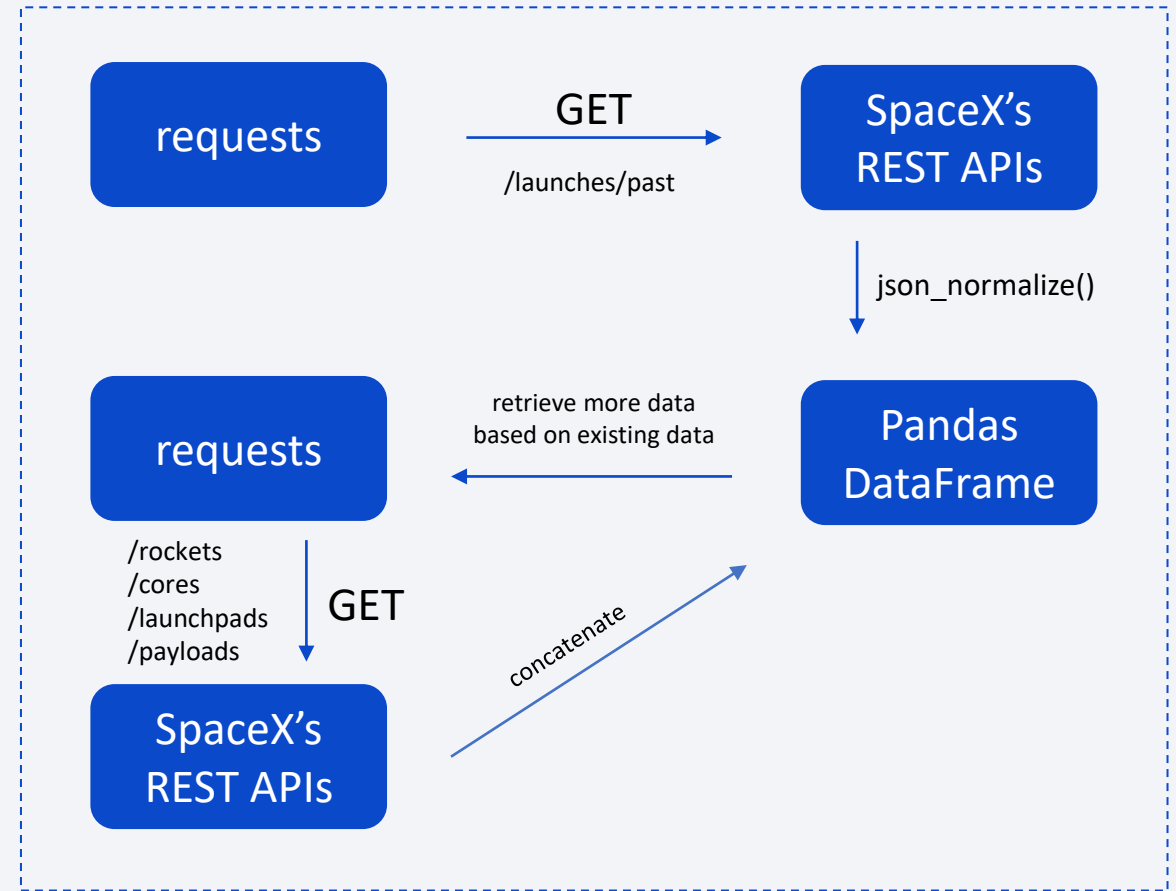 requests
GET
/launches/past
SpaceX’s
REST APIs
json_normalize()
Pandas
DataFrame
retrieve more data
based on existing data
requests
/rockets
/cores
/launchpads
/payloads
GET
SpaceX’s
REST APIs
concatenate